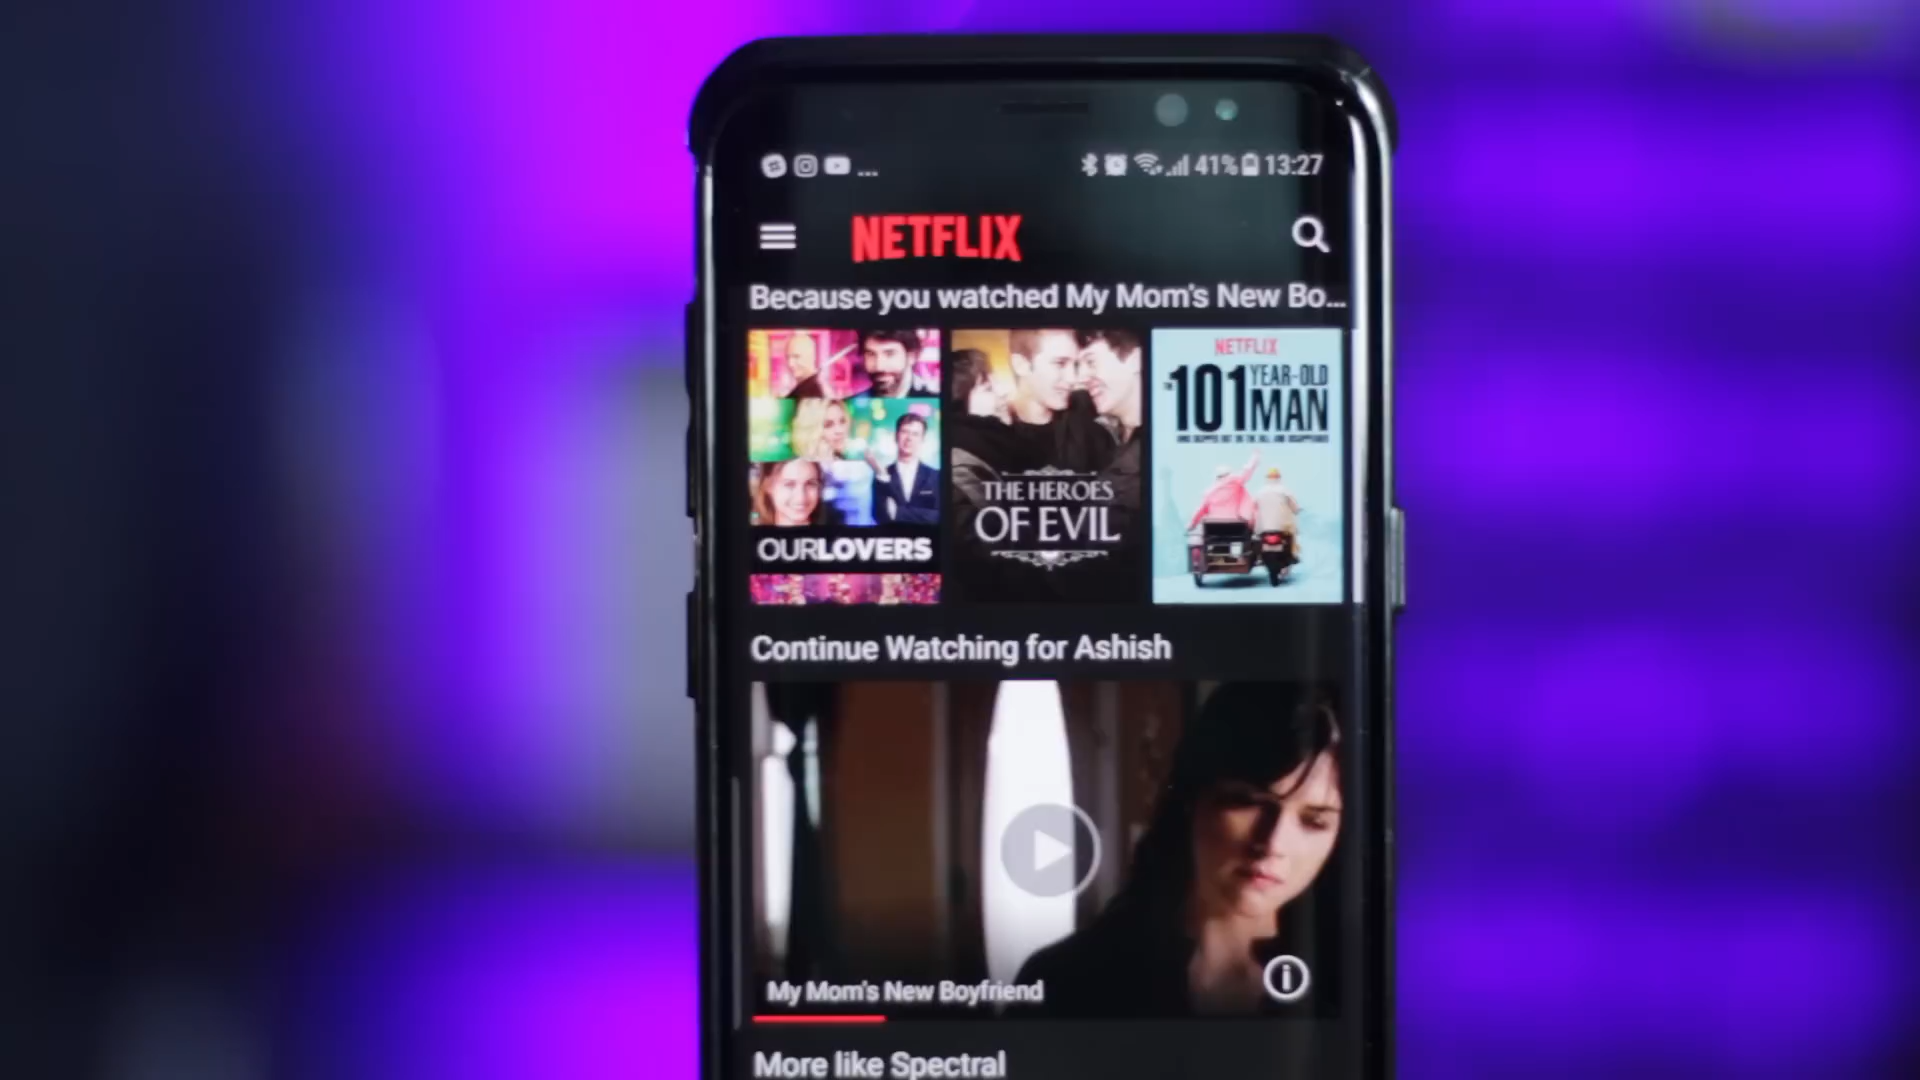 ... 41% 13:27
NETFLIX
Because you watched My Mom's New Bo...
OURLOVERS
THE HEROES
OF EVIL
NETFLIX
101 YEAR-OLD
MAN
Continue Watching for Ashish
My Mom's New Boyfriend
More like Spectral